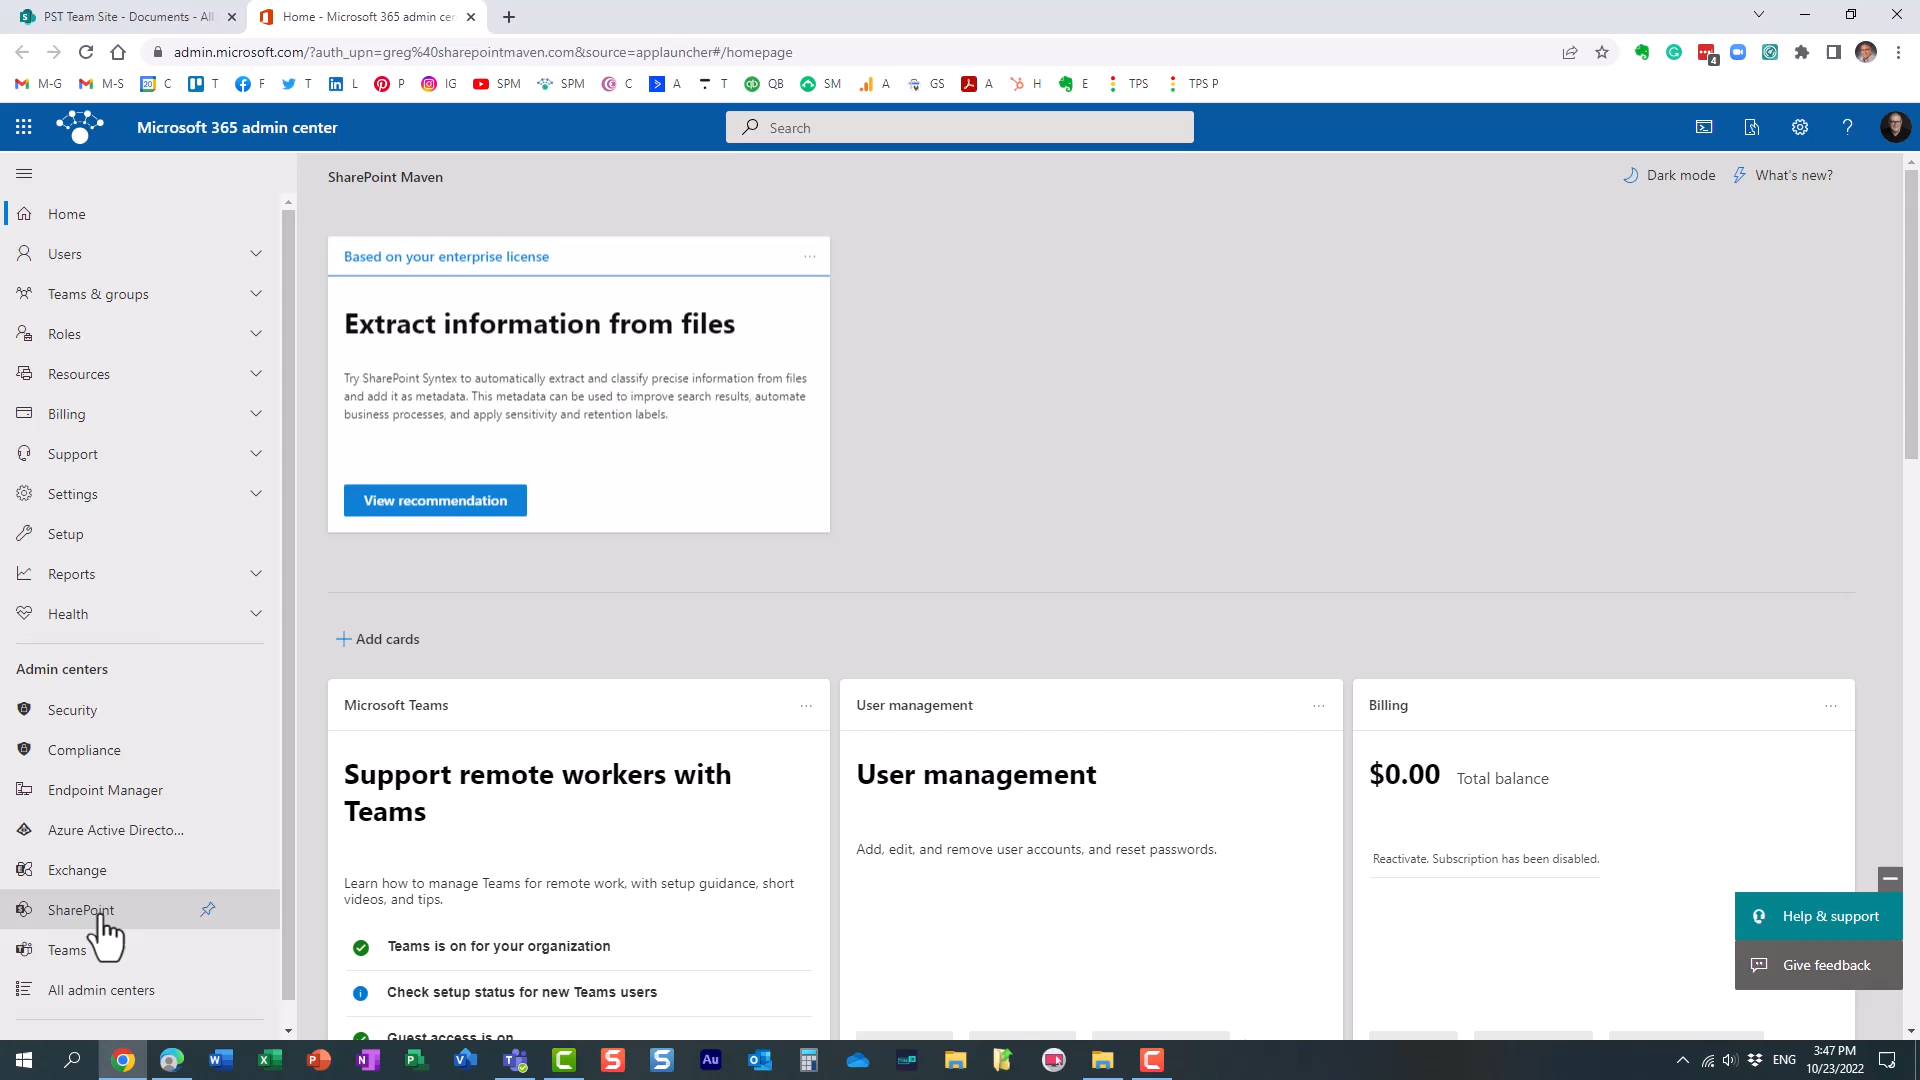 PST Team Site - Documents - All
Home - Microsoft 365 admin cen
admin.microsoft.com/?auth_upn=greg%40sharepointmaven.com&source=applauncher#/homepage
4
M-G
M-S
20
C
T
F
T
L
P
IG
SPM
SPM
C
A
T
QB
SM
A
GS
A
H
E
TPS
TPS P
Microsoft 365 admin center
Search
SharePoint Maven
Dark mode
What's new?
Home
Users
Teams & groups
Roles
Resources
Billing
Support
Settings
Setup
Reports
Health
Admin centers
Security
Compliance
Endpoint Manager
Azure Active Directo...
Exchange
SharePoint
Teams
All admin centers
Based on your enterprise license
Extract information from files
Try SharePoint Syntex to automatically extract and classify precise information from files
and add it as metadata. This metadata can be used to improve search results, automate
business processes, and apply sensitivity and retention labels.
View recommendation
Add cards
Microsoft Teams
Support remote workers with
Teams
Learn how to manage Teams for remote work, with setup guidance, short
videos, and tips.
Teams is on for your organization
Check setup status for new Teams users
Guest access is on
User management
User management
Add, edit, and remove user accounts, and reset passwords.
Billing
$0.00 Total balance
Reactivate. Subscription has been disabled.
Help & support
Give feedback
ENG
3:47 PM
10/23/2022